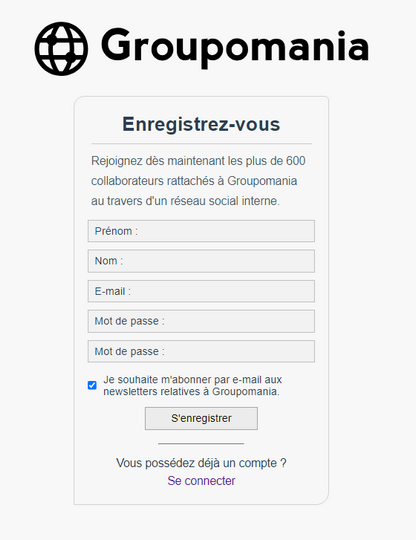 Groupomania
Enregistrez-vous
Rejoignez dès maintenant les plus de 600
collaborateurs rattachés à Groupomania
au travers d'un réseau social interne.
Prénom :
Nom :
E-mail :
Mot de passe :
Mot de passe :
Je souhaite m'abonner par e-mail aux
newsletters relatives à Groupomania.
S'enregistrer
Vous possédez déjà un compte ?
Se connecter